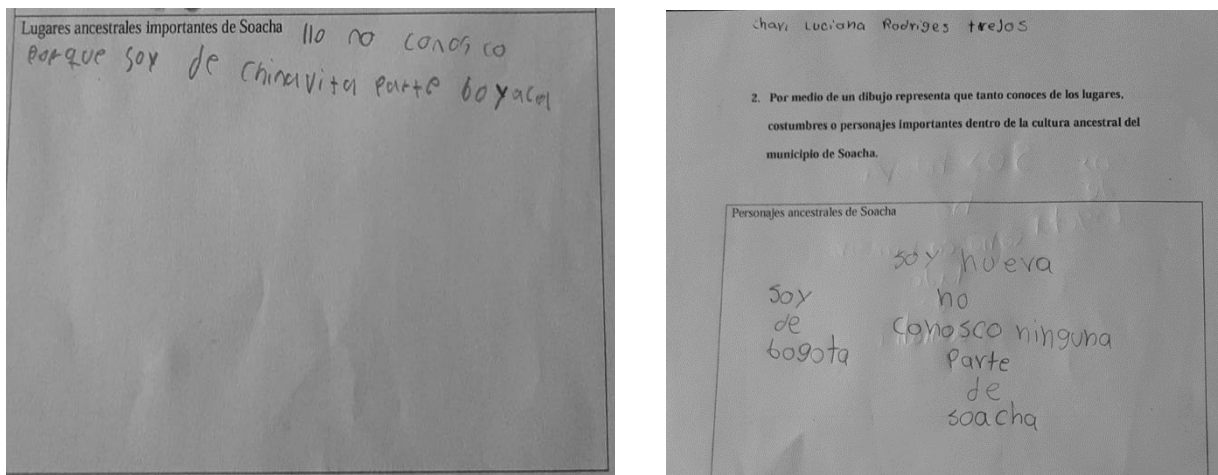 Lugares ancestrales importantes de Soacha llo no conosco
porque soy de chinavita parte boyaca
Shari Luciana Rodriges trejos
2. Por medio de un dibujo representa que tanto conoces de los lugares,
costumbres o personajes importantes dentro de la cultura ancestral del
municipio de Soacha.
Personajes ancestrales de Soacha
soy nueva
no
conosco ninguna
parte
de
soacha
soy
de
bogota